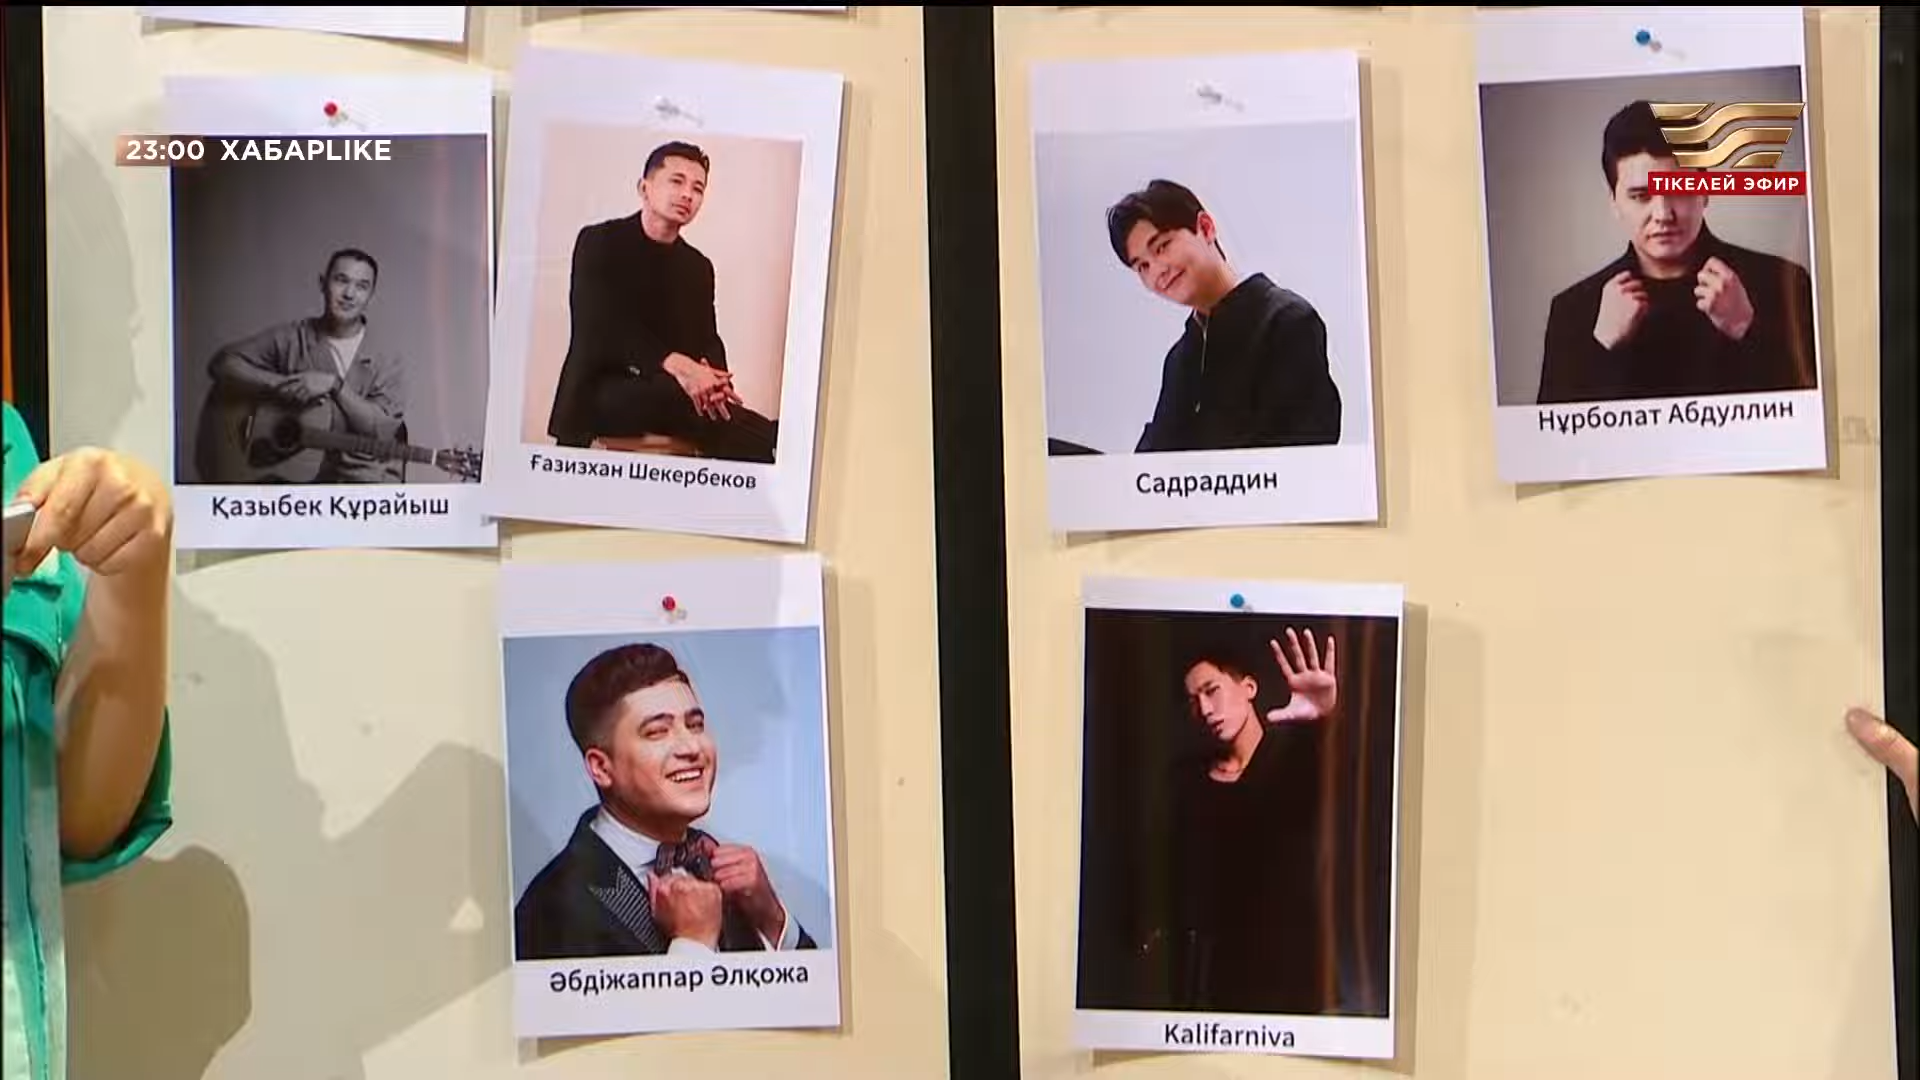 23:00 ХАБАРLIKE
ТІКЕЛЕЙ ЭФИР
Қазыбек Құрайыш
Ғазизхан Шекербеков
Садраддин
Нұрболат Абдуллин
Әбдіжаппар Әлқожа
Kalifarniva